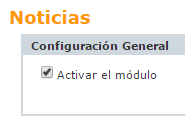 Noticias
Configuración General
Activar el módulo